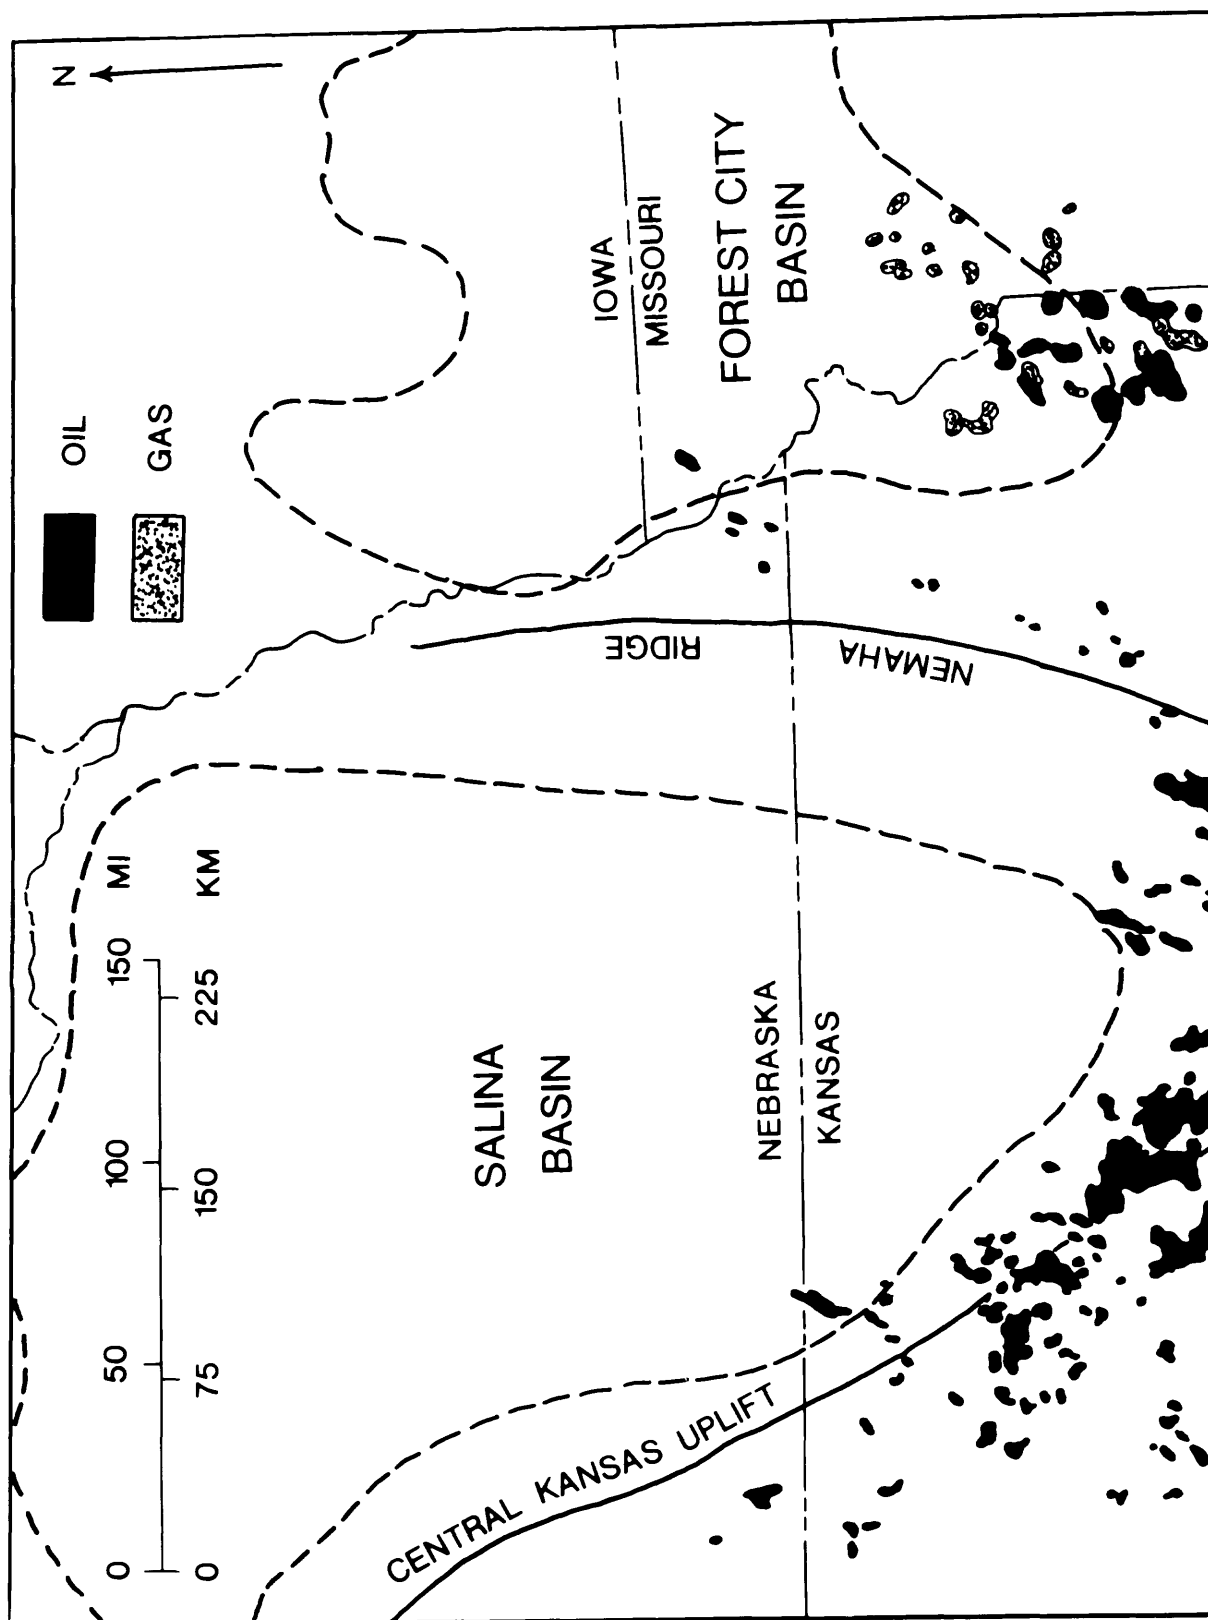 N
OIL
GAS
0 50 100 150 MI
0 75 150 225 KM
IOWA
MISSOURI
FOREST CITY
BASIN
RIDGE
NEMAHA
SALINA
BASIN
NEBRASKA
KANSAS
CENTRAL KANSAS UPLIFT